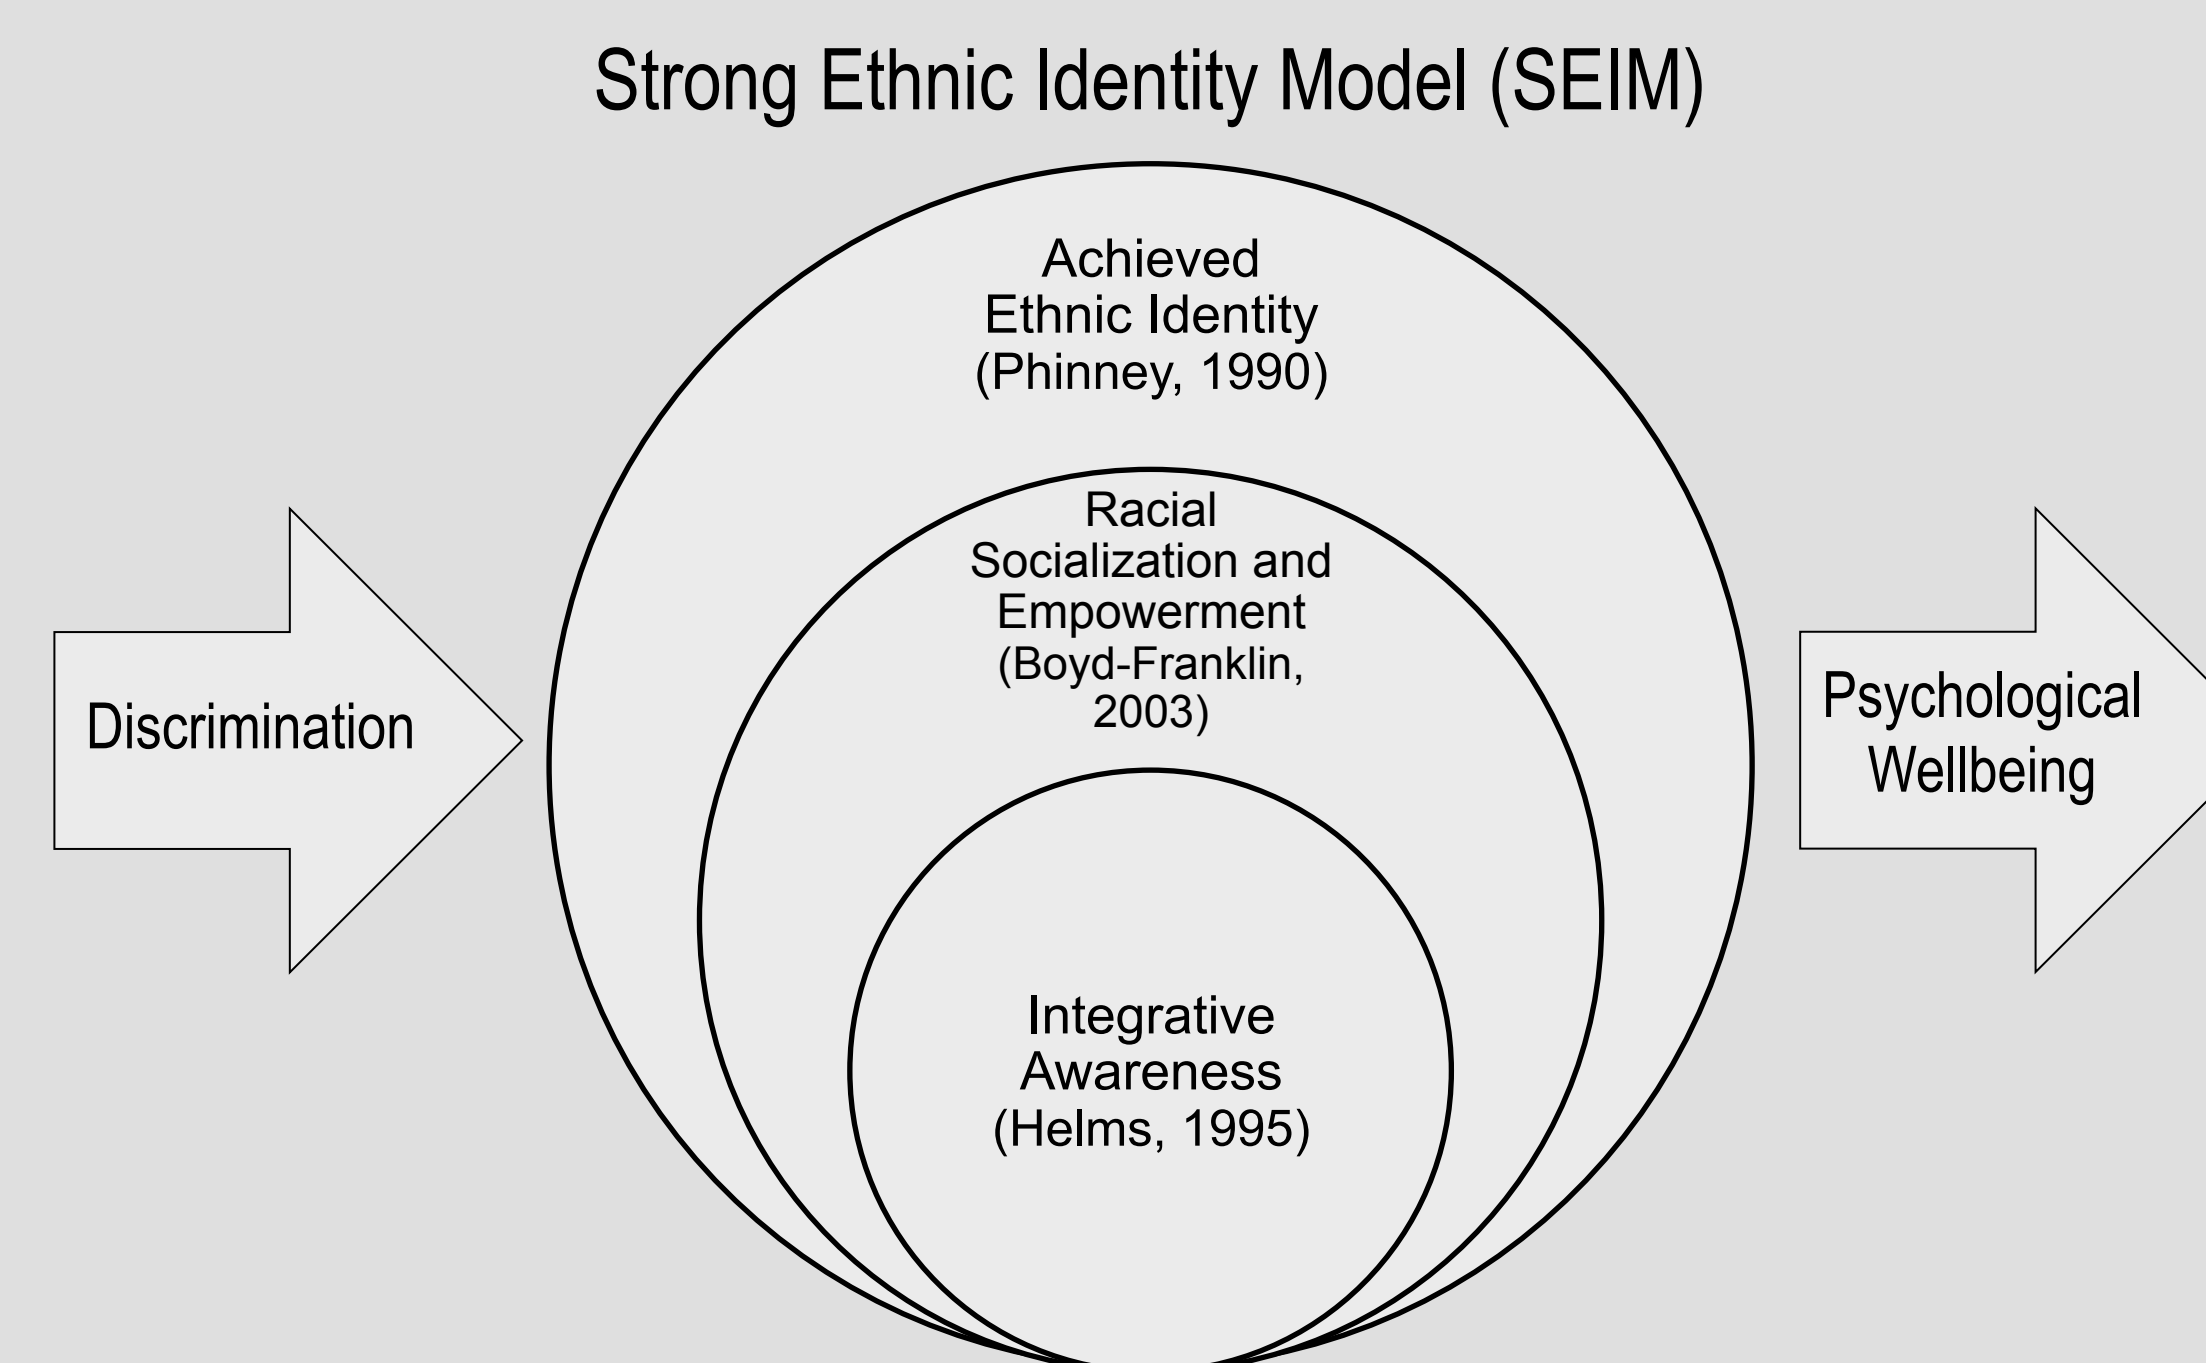 Strong Ethnic Identity Model (SEIM)
Achieved
Ethnic Identity
(Phinney, 1990)
Racial
Socialization and
Empowerment
(Boyd-Franklin,
2003)
Integrative
Awareness
(Helms, 1995)
Discrimination
Psychological
Wellbeing